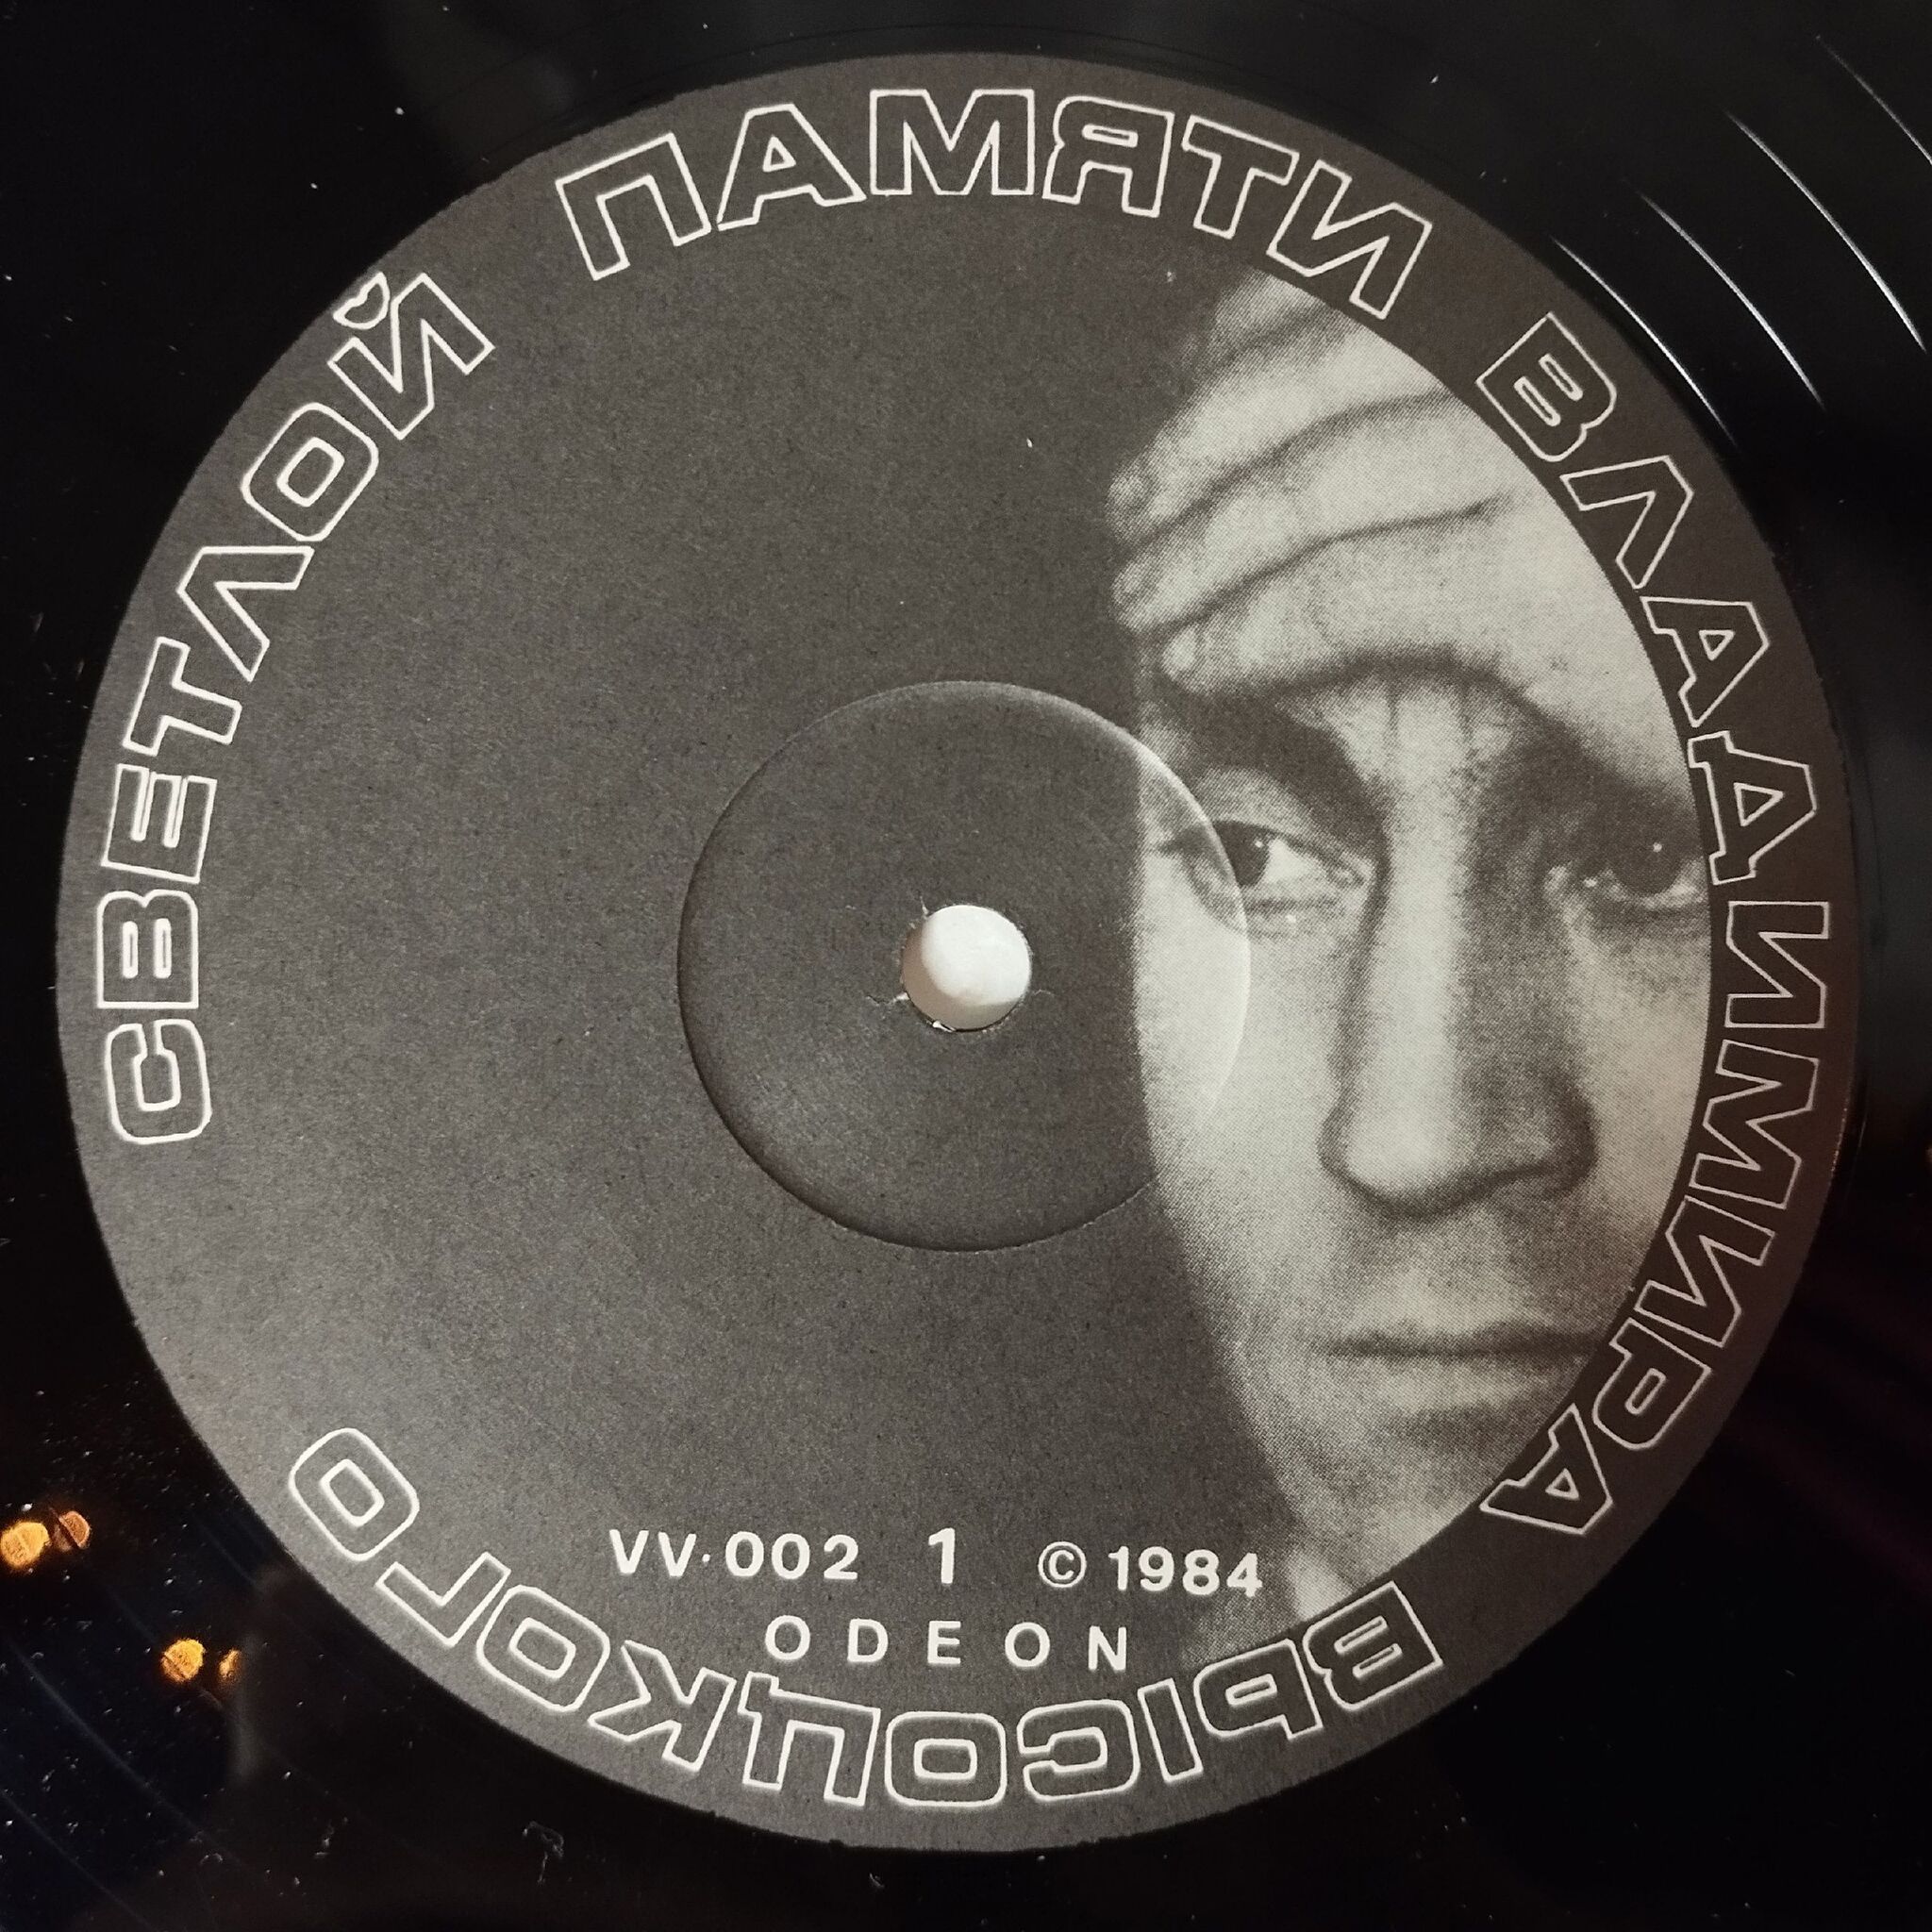 СВЕТЛОЙ ПАМЯТИ ВЛАДИМИРА ВЫСОЦКОГО
VV·002 1 © 1984
ODEON